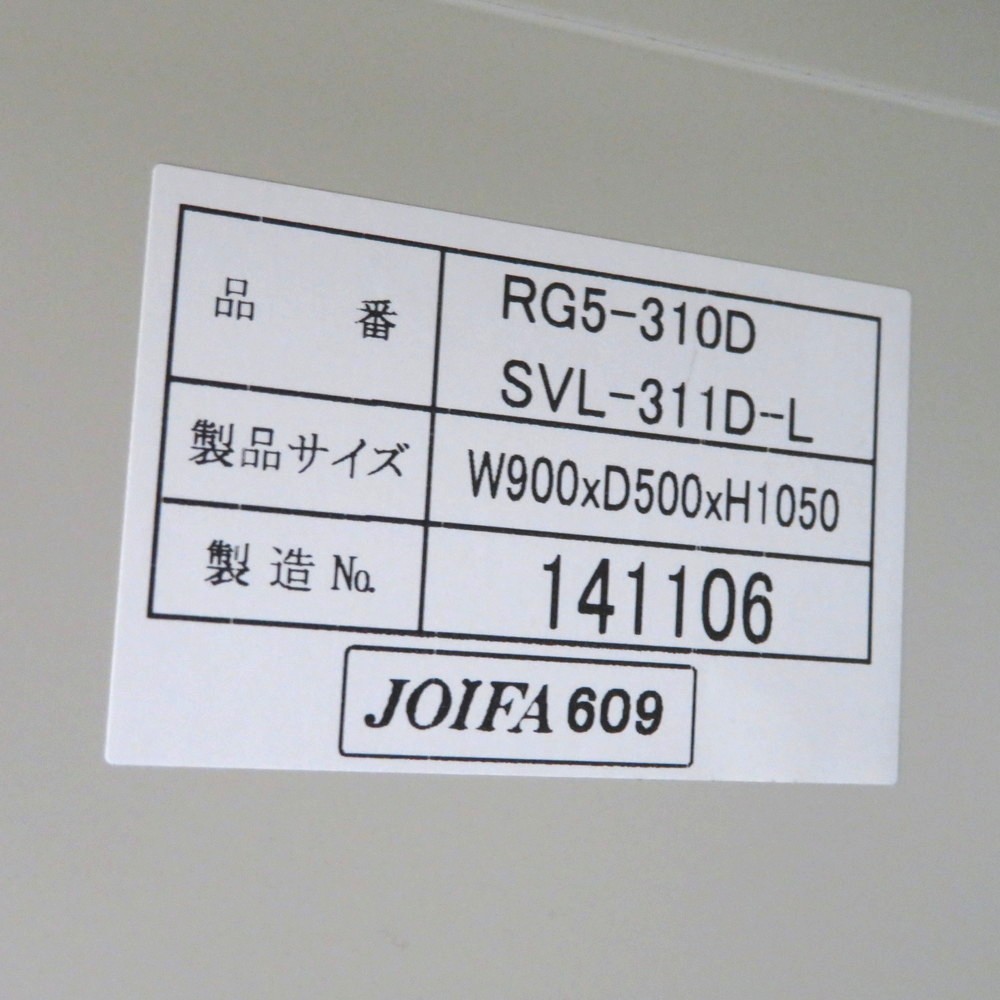 品 番 RG5-310D
SVL-311D-L
製品サイズ W900xD500xH1050
製造No. 141106
JOIFA 609